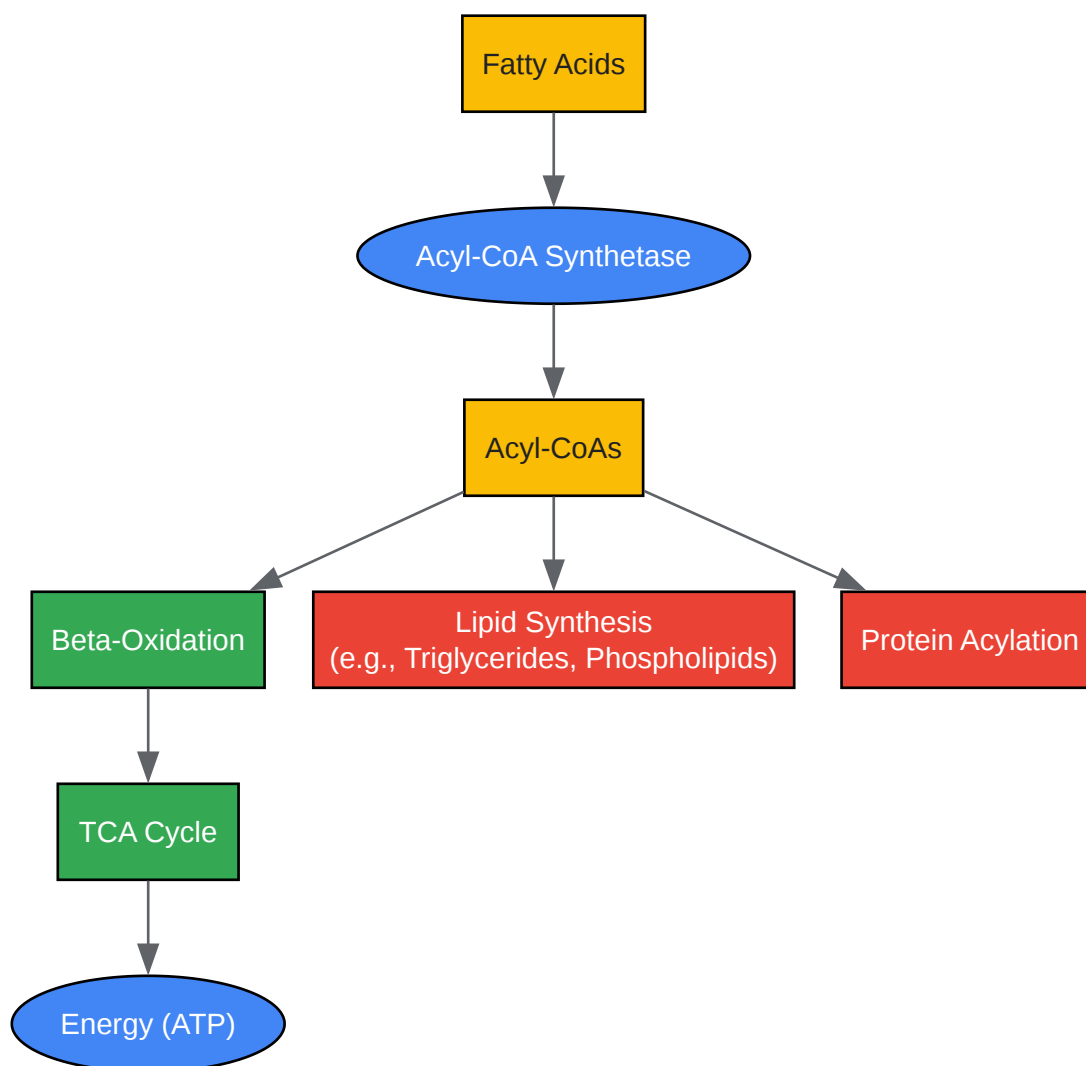 Fatty Acids
Acyl-CoA Synthetase
Acyl-CoAs
Beta-Oxidation
Lipid Synthesis
(e.g., Triglycerides, Phospholipids)
Protein Acylation
TCA Cycle
Energy (ATP)